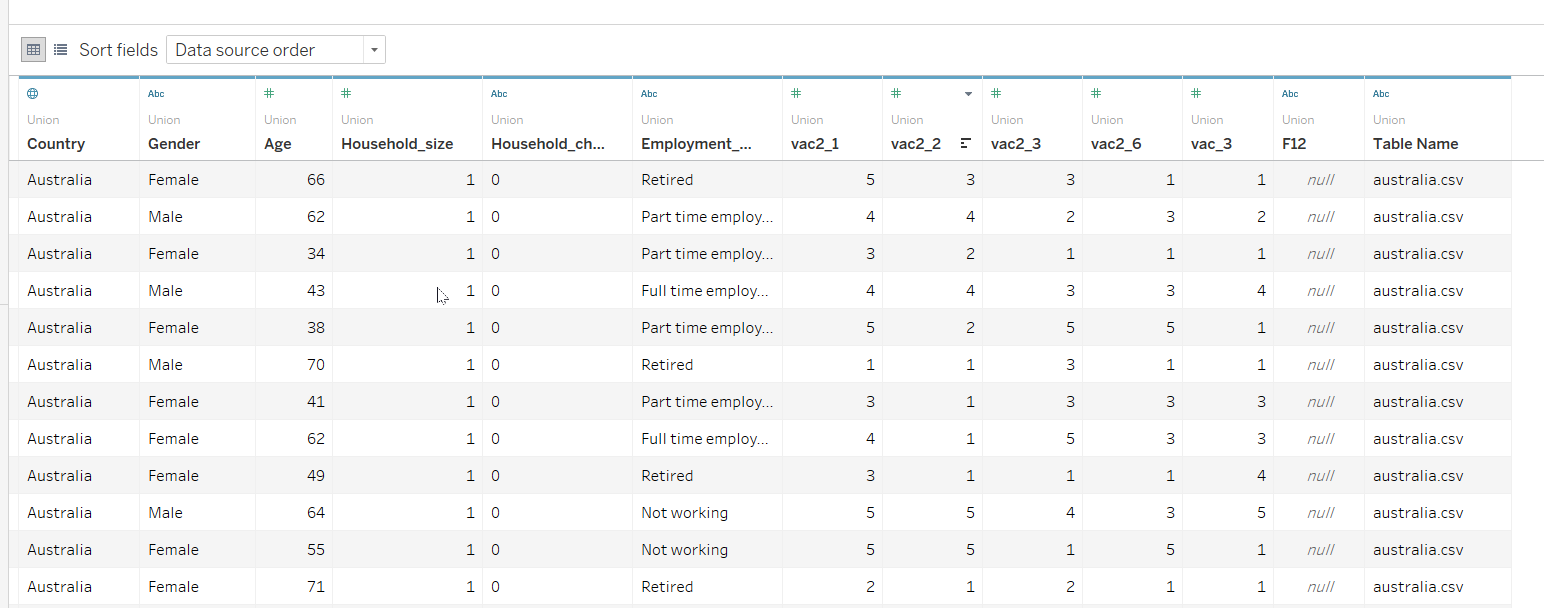 Sort fields Data source order
# # # # # # #
Abc Abc Abc Abc Abc
Union Union Union Union Union Union Union Union Union Union Union Union Union
Country Gender Age Household_size Household_ch... Employment_... vac2_1 vac2_2 vac2_3 vac2_6 vac_3 F12 Table Name
Australia Female 66 1 0 Retired 5 3 3 1 1 null australia.csv
Australia Male 62 1 0 Part time employ... 4 4 2 3 2 null australia.csv
Australia Female 34 1 0 Part time employ... 3 2 1 1 1 null australia.csv
Australia Male 43 1 0 Full time employ... 4 4 3 3 4 null australia.csv
Australia Female 38 1 0 Part time employ... 5 2 5 5 1 null australia.csv
Australia Male 70 1 0 Retired 1 1 3 1 1 null australia.csv
Australia Female 41 1 0 Part time employ... 3 1 3 3 3 null australia.csv
Australia Female 62 1 0 Full time employ... 4 1 5 3 3 null australia.csv
Australia Female 49 1 0 Retired 3 1 1 1 4 null australia.csv
Australia Male 64 1 0 Not working 5 5 4 3 5 null australia.csv
Australia Female 55 1 0 Not working 5 5 1 5 1 null australia.csv
Australia Female 71 1 0 Retired 2 1 2 1 1 null australia.csv